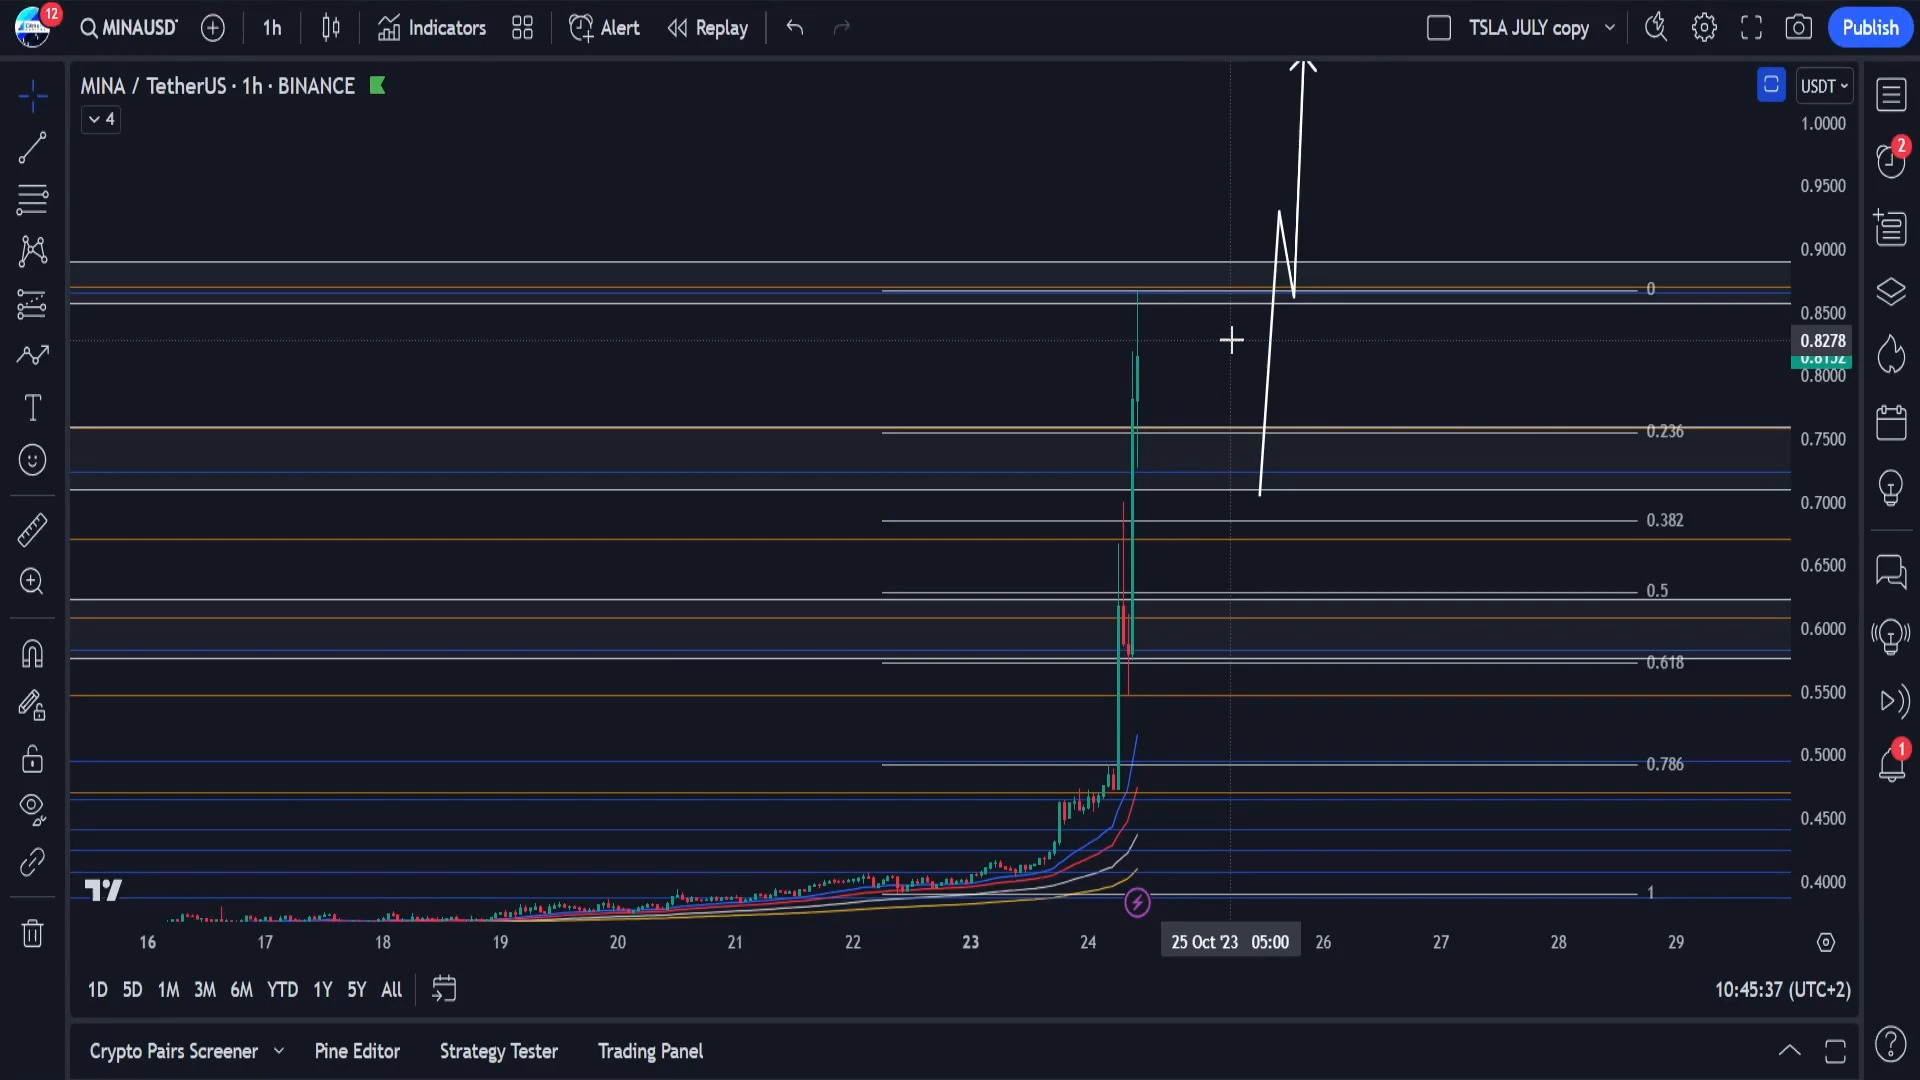 12
MINAUSDT
1h
Indicators
Alert
Replay
TSLA JULY copy
Publish
MINA / TetherUS · 1h · BINANCE
4
USDT
1.0000
0.9500
0.9000
0.8500
0.8278
0.8152
0.8000
0.7500
0.7000
0.6500
0.6000
0.5500
0.5000
0.4500
0.4000
0
0.236
0.382
0.5
0.618
0.786
1
2
1
16 17 18 19 20 21 22 23 24 25 Oct '23 05:00 26 27 28 29
1D 5D 1M 3M 6M YTD 1Y 5Y All
10:45:37 (UTC+2)
Crypto Pairs Screener Pine Editor Strategy Tester Trading Panel